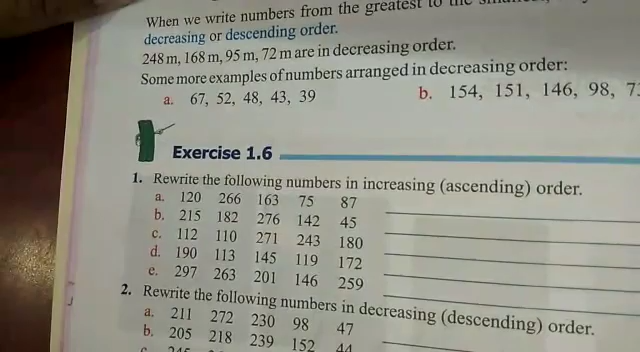 When we write numbers from the greatest to the
decreasing or descending order.
248 m, 168 m, 95 m, 72 m are in decreasing order.
Some more examples of numbers arranged in decreasing order:
a. 67, 52, 48, 43, 39 b. 154, 151, 146, 98,
Exercise 1.6
1. Rewrite the following numbers in increasing (ascending) order.
a. 120 266 163 75 87
b. 215 182 276 142 45
c. 112 110 271 243 180
d. 190 113 145 119 172
e. 297 263 201 146 259
2. Rewrite the following numbers in decreasing (descending) order.
a. 211 272 230 98 47
b. 205 218 239 152 44